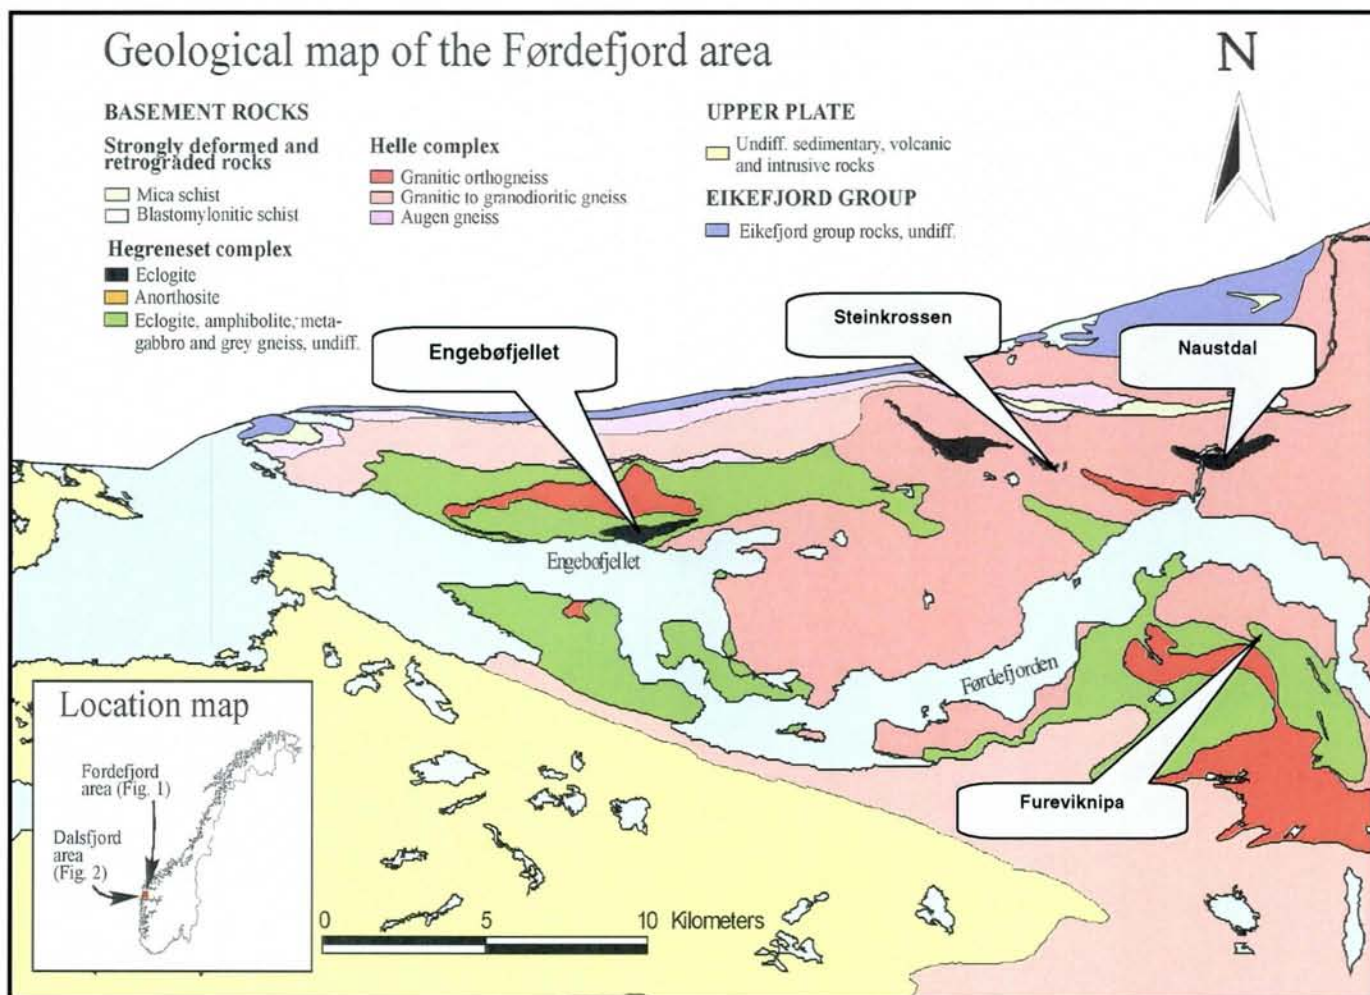 Geological map of the Førdefjord area
N
BASEMENT ROCKS
Strongly deformed and
retrograded rocks
Mica schist
Blastomylonitic schist
Hegreneset complex
Eclogite
Anorthosite
Eclogite, amphibolite, meta-
gabbro and grey gneiss, undiff.
Helle complex
Granitic orthogneiss
Granitic to granodioritic gneiss
Augen gneiss
UPPER PLATE
Undiff. sedimentary, volcanic
and intrusive rocks
EIKEFJORD GROUP
Eikefjord group rocks, undiff.
Engebøfjellet
Steinkrossen
Naustdal
Engebøfjellet
Førdefjorden
Fureviknipa
Location map
Førdefjord
area (Fig. 1)
Dalsfjord
area
(Fig. 2)
0 5 10 Kilometers